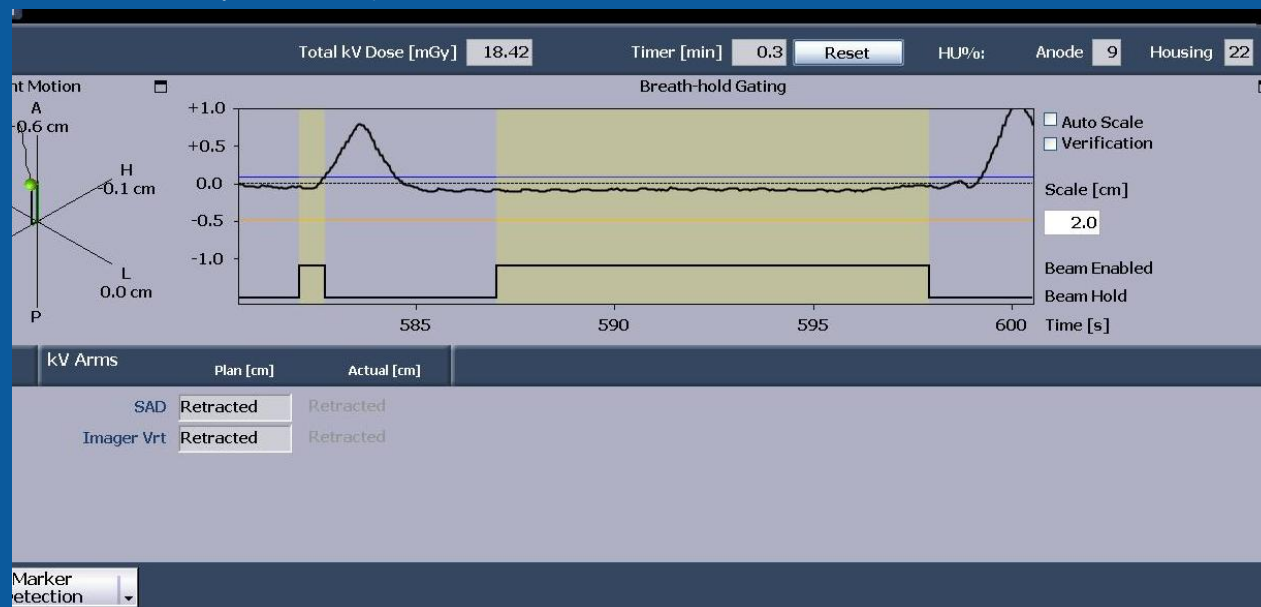 Total kV Dose [mGy] 18.42 Timer [min] 0.3 Reset HU%: Anode 9 Housing 22
nt Motion
Breath-hold Gating
A
-0.6 cm
H
-0.1 cm
L
0.0 cm
P
+1.0
+0.5
0.0
-0.5
-1.0
585 590 595 600 Time [s]
Auto Scale
Verification
Scale [cm]
2.0
Beam Enabled
Beam Hold
kV Arms Plan [cm] Actual [cm]
SAD Retracted Retracted
Imager Vrt Retracted Retracted
Marker
etection